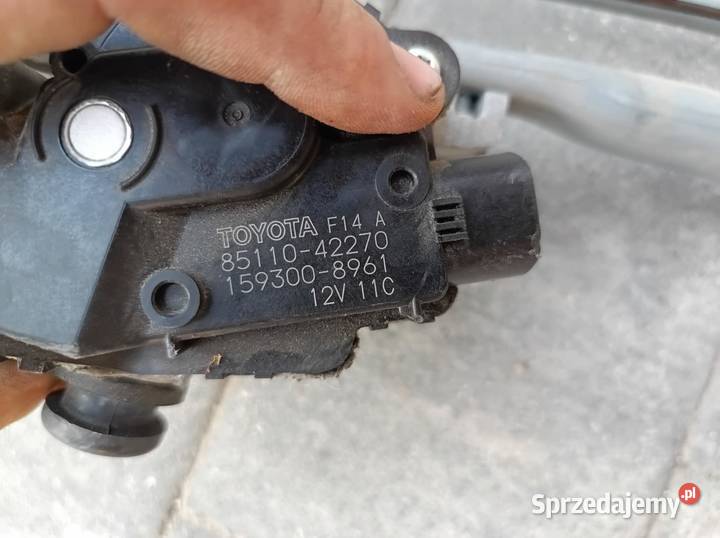 TOYOTA F14 A
85110-42270
159300-8961
12V 11C
Sprzedajemy.pl